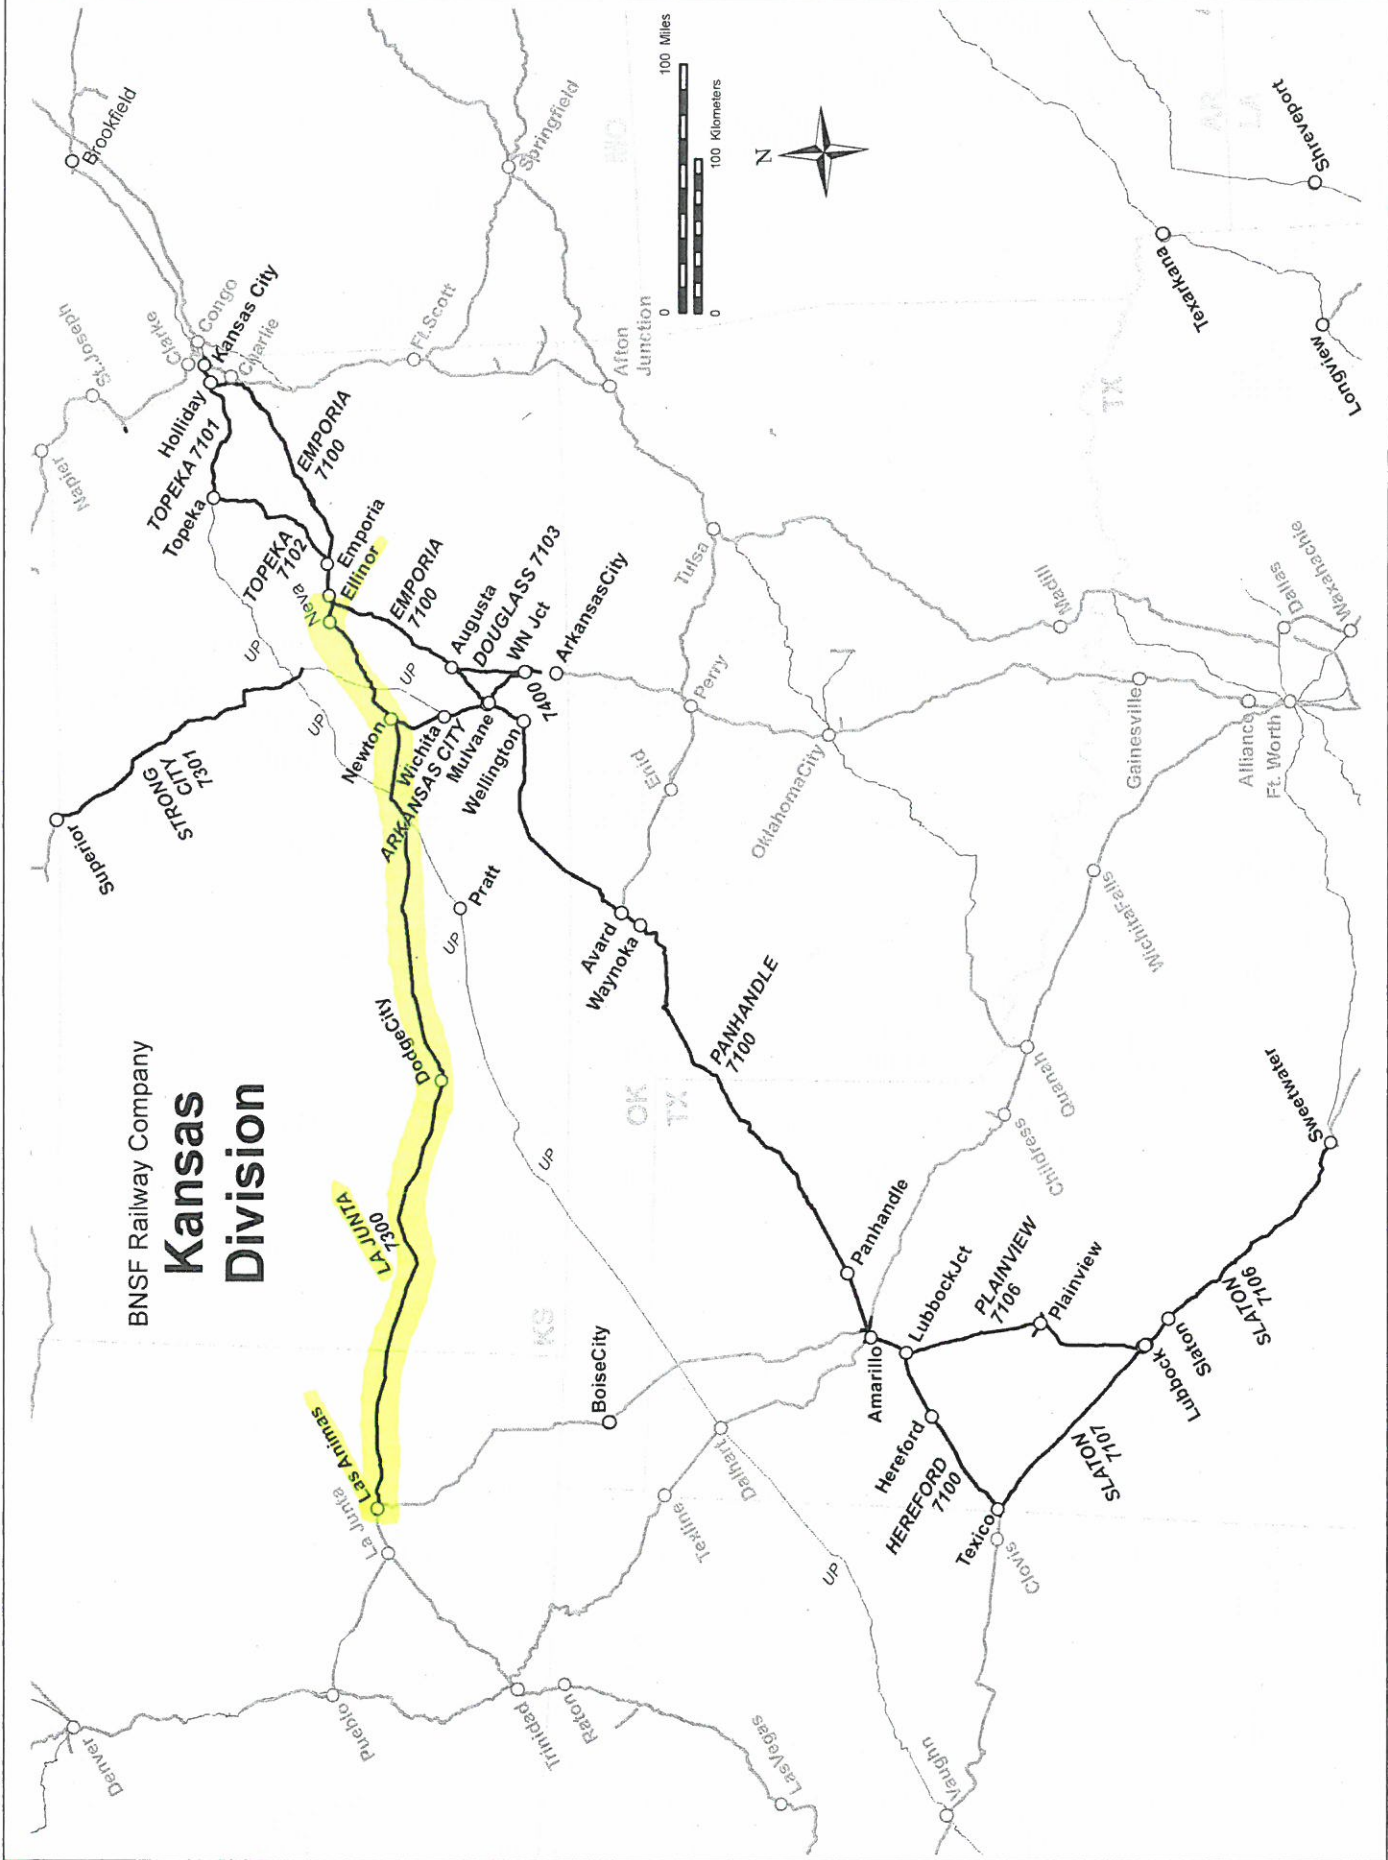 BNSF Railway Company
Kansas
Division
Denver
Pueblo
Trinidad
Raton
LasVegas
Vaughn
La Junta
Las Animas
LA JUNTA
7300
DodgeCity
Superior
STRONG
CITY
7301
UP
UP
UP
UP
UP
UP
Pratt
Newton
Wichita
ARKANSAS CITY
Mulvane
Wellington
7400
Neva
Ellinor
Emporia
TOPEKA
7102
Topeka
TOPEKA 7101
Holliday
EMPORIA
7100
EMPORIA
7100
Augusta
DOUGLASS 7103
WN Jct
ArkansasCity
Napier
St.Joseph
Clarke
Congo
Kansas City
Charlie
Brookfield
Ft.Scott
Springfield
Afton
Junction
Tulsa
Perry
Enid
Avard
Waynoka
PANHANDLE
7100
Panhandle
Amarillo
LubbockJct
PLAINVIEW
7106
Plainview
Hereford
HEREFORD
7100
Texico
Clovis
SLATON
7107
Lubbock
Slaton
SLATON
7106
Sweetwater
BoiseCity
Dalhart
Texline
Childress
Quanah
WichitaFalls
OklahomaCity
Madill
Gainesville
Alliance
Ft. Worth
Dallas
Waxahachie
Texarkana
Longview
Shreveport
KS
OK
TX
TX
MO
AR
LA
0
100 Miles
0
100 Kilometers
N